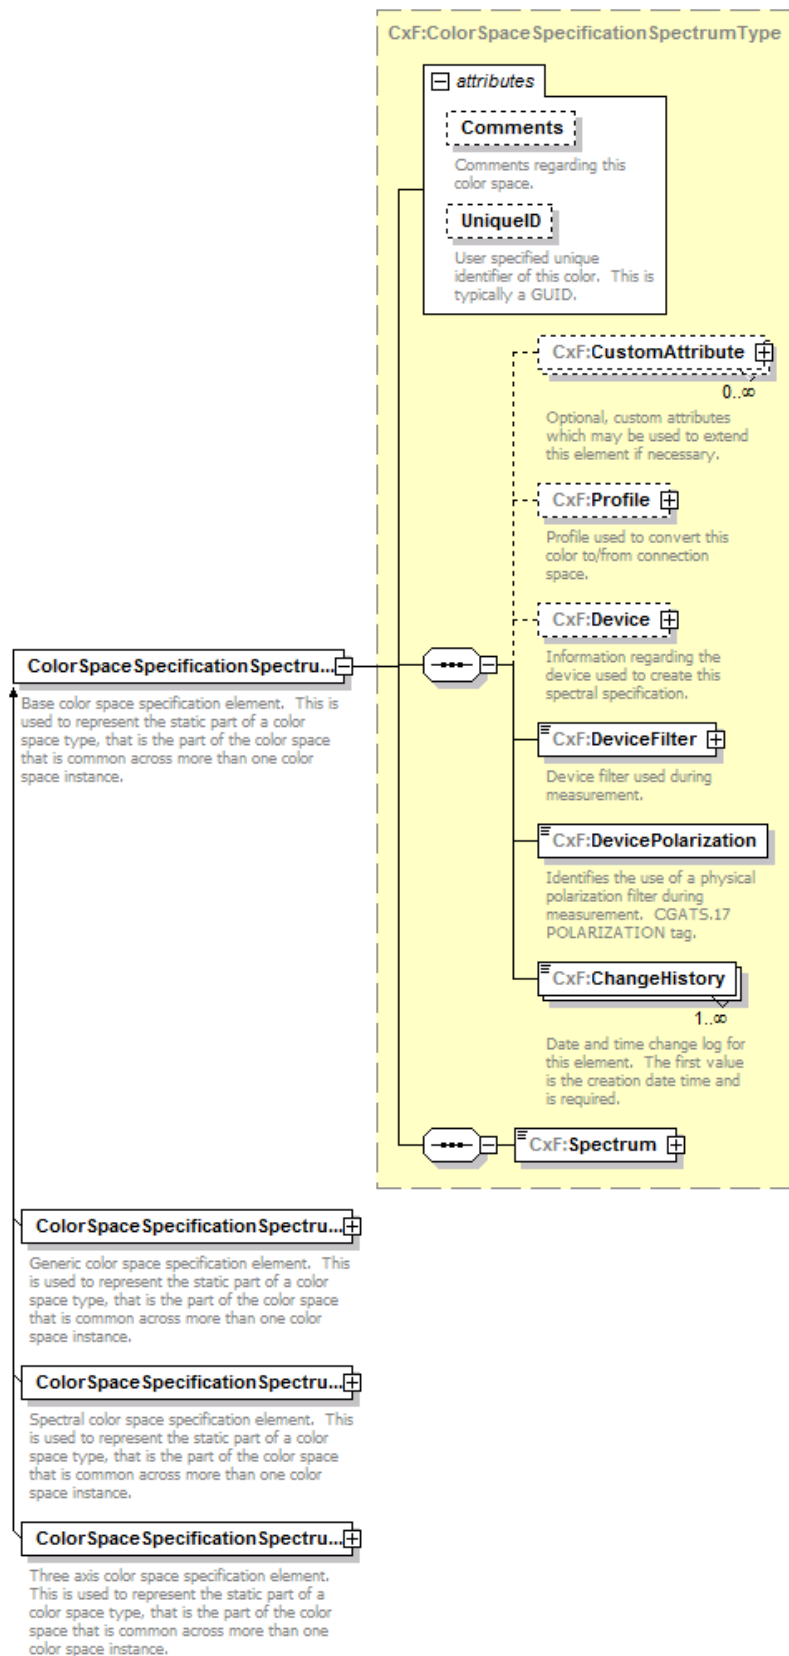 CxF:ColorSpaceSpecificationSpectrumType
attributes
Comments
Comments regarding this
color space.
UniqueID
User specified unique
identifier of this color.  This is
typically a GUID.
CxF:CustomAttribute
0..∞
Optional, custom attributes
which may be used to extend
this element if necessary.
CxF:Profile
Profile used to convert this
color to/from connection
space.
CxF:Device
Information regarding the
device used to create this
spectral specification.
ColorSpaceSpecificationSpectru...
Base color space specification element.  This is
used to represent the static part of a color
space type, that is the part of the color space
that is common across more than one color
space instance.
CxF:DeviceFilter
Device filter used during
measurement.
CxF:DevicePolarization
Identifies the use of a physical
polarization filter during
measurement.  CGATS.17
POLARIZATION tag.
CxF:ChangeHistory
1..∞
Date and time change log for
this element.  The first value
is the creation date time and
is required.
CxF:Spectrum
ColorSpaceSpecificationSpectru...
Generic color space specification element.  This
is used to represent the static part of a color
space type, that is the part of the color space
that is common across more than one color
space instance.
ColorSpaceSpecificationSpectru...
Spectral color space specification element.  This
is used to represent the static part of a color
space type, that is the part of the color space
that is common across more than one color
space instance.
ColorSpaceSpecificationSpectru...
Three axis color space specification element.
This is used to represent the static part of a
color space type, that is the part of the color
space that is common across more than one
color space instance.